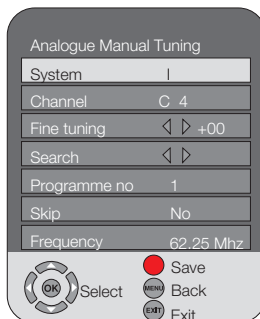 Analogue Manual Tuning
System I
Channel C 4
Fine tuning +00
Search
Programme no 1
Skip No
Frequency 62.25 Mhz
Save
OK Select MENU Back
EXIT Exit